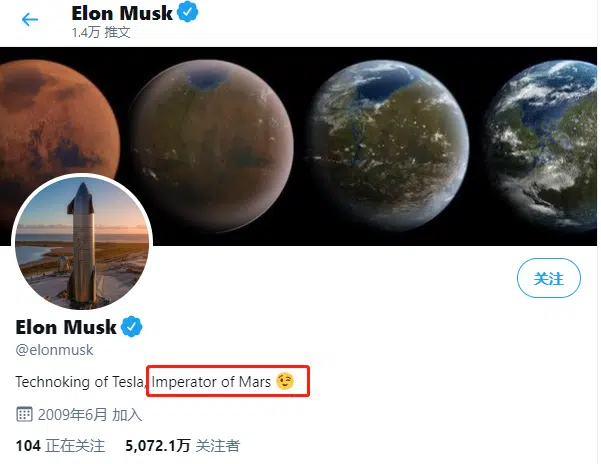 Elon Musk
1.4万 推文
关注
Elon Musk
@elonmusk
Technoking of Tesla, Imperator of Mars 😉
2009年6月 加入
104 正在关注 5,072.1万 关注者